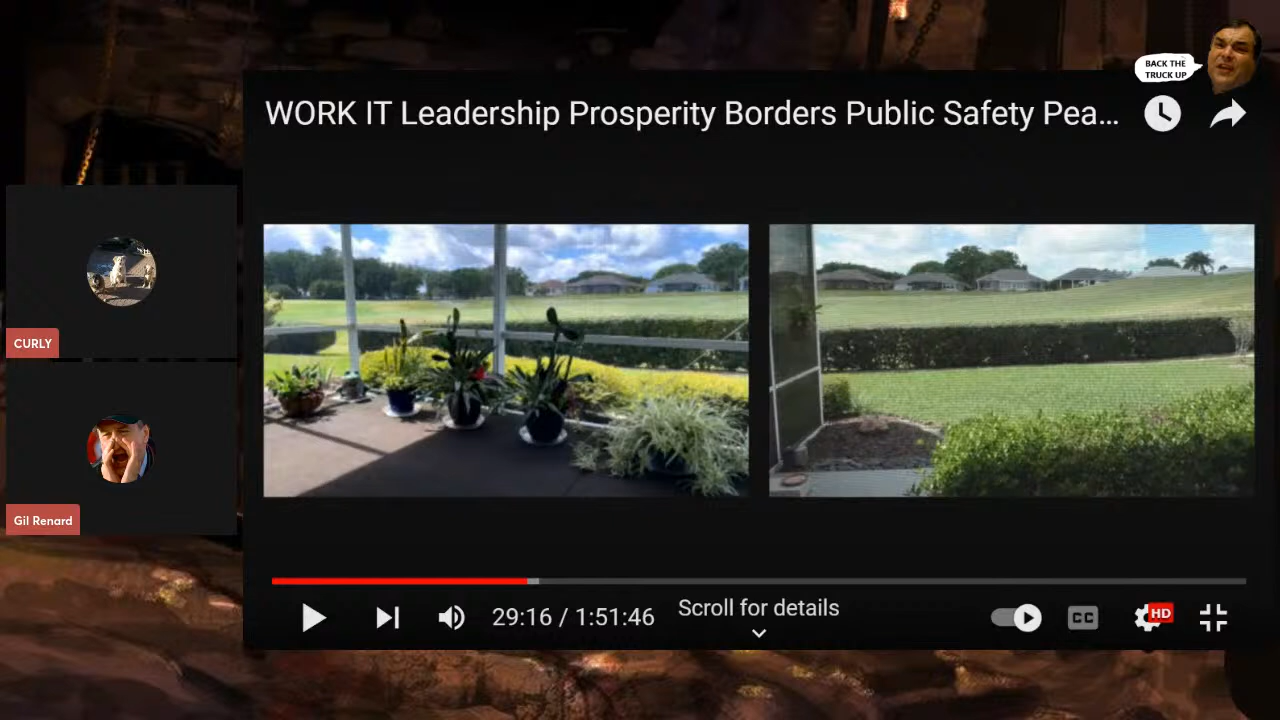 BACK THE
TRUCK UP
WORK IT Leadership Prosperity Borders Public Safety Pea...
CURLY
Gil Renard
29:16 / 1:51:46
Scroll for details
CC
HD